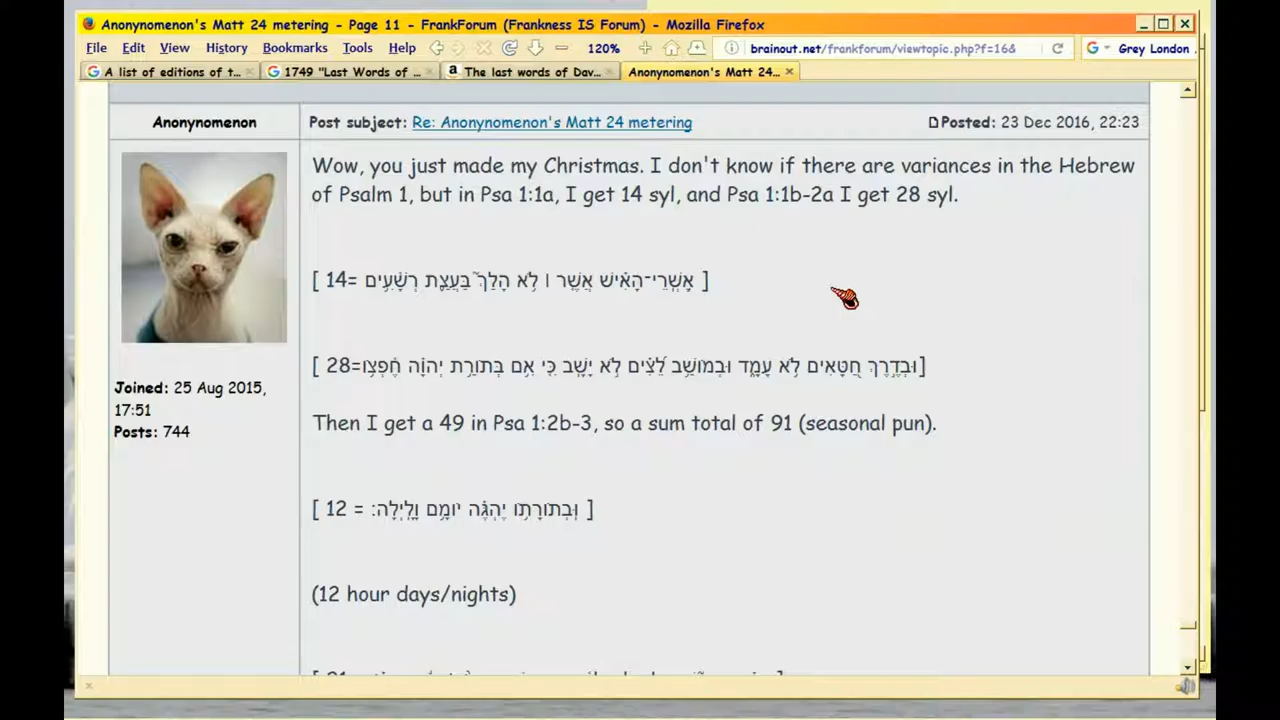 Anonynomenon's Matt 24 metering - Page 11 - FrankForum (Frankness IS Forum) - Mozilla Firefox
File Edit View History Bookmarks Tools Help 120% brainout.net/frankforum/viewtopic.php?f=16& Grey London
A list of editions of t... 1749 "Last Words of ... The last words of Dav... Anonynomenon's Matt 24...
Anonynomenon Post subject: Re: Anonynomenon's Matt 24 metering Posted: 23 Dec 2016, 22:23
Wow, you just made my Christmas. I don't know if there are variances in the Hebrew
of Psalm 1, but in Psa 1:1a, I get 14 syl, and Psa 1:1b-2a I get 28 syl.
[ 14= אַ֥שְֽׁרֵי־הָאִ֗ישׁ אֲשֶׁ֤ר ׀ לֹ֥א הָלַךְ֮ בַּעֲצַ֪ת רְשָׁ֫עִ֥ים ]
[ 28=וּבְדֶ֣רֶךְ חַ֭טָּאִים לֹ֥א עָמָ֑ד וּבְמוֹשַׁ֥ב לֵ֝צִ֗ים לֹ֣א יָשָֽׁב כִּ֤י אִ֥ם בְּתוֹרַ֥ת יְהוָ֗ה חֶ֫פְצ֥וֹ]
Joined: 25 Aug 2015,
17:51
Posts: 744
Then I get a 49 in Psa 1:2b-3, so a sum total of 91 (seasonal pun).
[ 12 = וּֽבְתוֹרָת֥וֹ יֶהְגֶּ֗ה יוֹמָ֥ם וָלָֽיְלָה׃ ]
(12 hour days/nights)